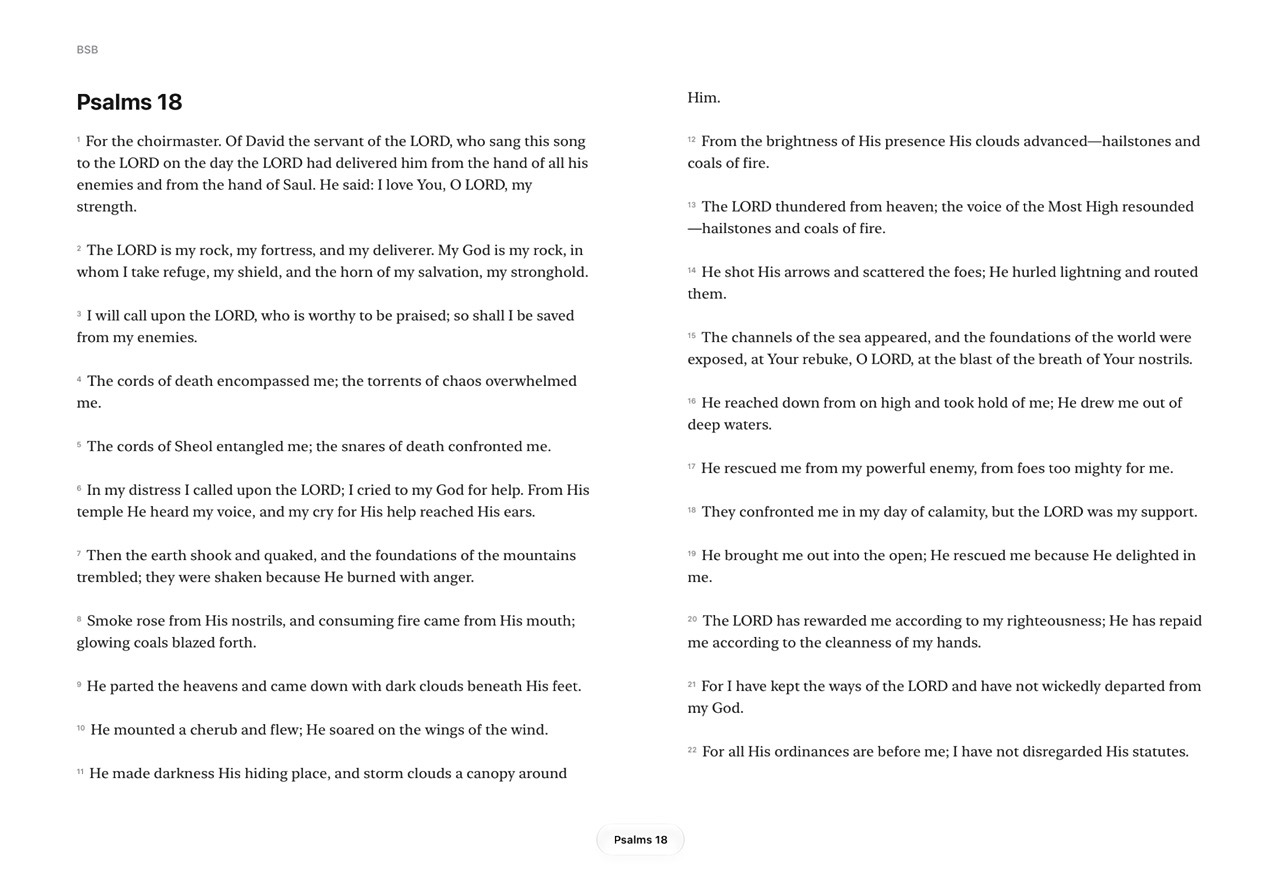 BSB
Psalms 18
1 For the choirmaster. Of David the servant of the LORD, who sang this song
to the LORD on the day the LORD had delivered him from the hand of all his
enemies and from the hand of Saul. He said: I love You, O LORD, my
strength.
2 The LORD is my rock, my fortress, and my deliverer. My God is my rock, in
whom I take refuge, my shield, and the horn of my salvation, my stronghold.
3 I will call upon the LORD, who is worthy to be praised; so shall I be saved
from my enemies.
4 The cords of death encompassed me; the torrents of chaos overwhelmed
me.
5 The cords of Sheol entangled me; the snares of death confronted me.
6 In my distress I called upon the LORD; I cried to my God for help. From His
temple He heard my voice, and my cry for His help reached His ears.
7 Then the earth shook and quaked, and the foundations of the mountains
trembled; they were shaken because He burned with anger.
8 Smoke rose from His nostrils, and consuming fire came from His mouth;
glowing coals blazed forth.
9 He parted the heavens and came down with dark clouds beneath His feet.
10 He mounted a cherub and flew; He soared on the wings of the wind.
11 He made darkness His hiding place, and storm clouds a canopy around
Him.
12 From the brightness of His presence His clouds advanced—hailstones and
coals of fire.
13 The LORD thundered from heaven; the voice of the Most High resounded
—hailstones and coals of fire.
14 He shot His arrows and scattered the foes; He hurled lightning and routed
them.
15 The channels of the sea appeared, and the foundations of the world were
exposed, at Your rebuke, O LORD, at the blast of the breath of Your nostrils.
16 He reached down from on high and took hold of me; He drew me out of
deep waters.
17 He rescued me from my powerful enemy, from foes too mighty for me.
18 They confronted me in my day of calamity, but the LORD was my support.
19 He brought me out into the open; He rescued me because He delighted in
me.
20 The LORD has rewarded me according to my righteousness; He has repaid
me according to the cleanness of my hands.
21 For I have kept the ways of the LORD and have not wickedly departed from
my God.
22 For all His ordinances are before me; I have not disregarded His statutes.
Psalms 18